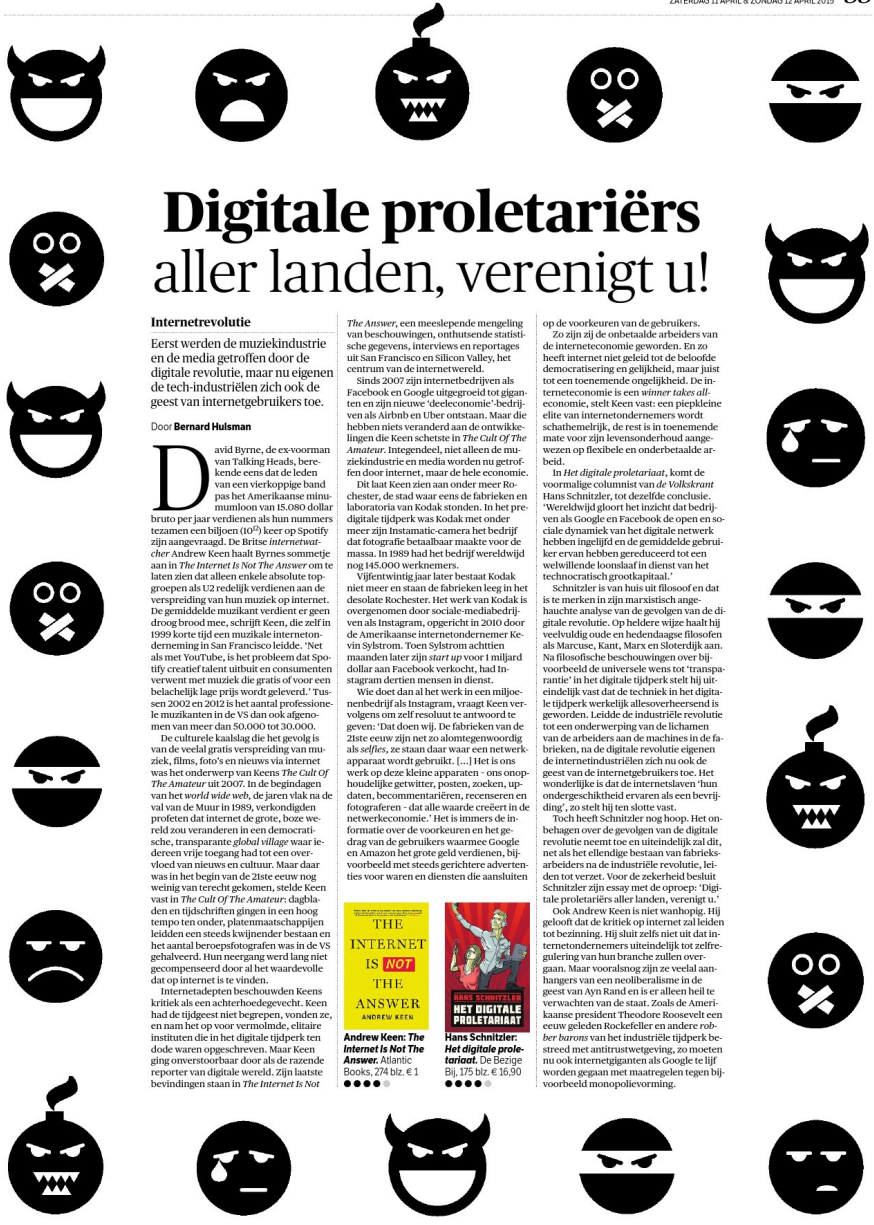 ZATERDAG 11 APRIL & ZONDAG 12 APRIL 2015
Digitale proletariërs
aller landen, verenigt u!
Internetrevolutie
Eerst werden de muziekindustrie
en de media getroffen door de
digitale revolutie, maar nu eigenen
de tech-industriëlen zich ook de
geest van internetgebruikers toe.
Door Bernard Hulsman
David Byrne, de ex-voorman
van Talking Heads, bere-
kende eens dat de leden
van een vierkoppige band
pas het Amerikaanse minu-
mumloon van 15.080 dollar
bruto per jaar verdienen als hun nummers
tezamen een biljoen (10¹²) keer op Spotify
zijn aangevraagd. De Britse internetwat-
cher Andrew Keen haalt Byrnes sommetje
aan in The Internet Is Not The Answer om te
laten zien dat alleen enkele absolute top-
groepen als U2 redelijk verdienen aan de
verspreiding van hun muziek op internet.
De gemiddelde muzikant verdient er geen
droog brood mee, schrijft Keen, die zelf in
1999 korte tijd een muzikale interneton-
derneming in San Francisco leidde. ‘Net
als met YouTube, is het probleem dat Spo-
tify creatief talent uitbuit en consumenten
verwent met muziek die gratis of voor een
belachelijk lage prijs wordt geleverd.’ Tus-
sen 2002 en 2012 is het aantal professione-
le muzikanten in de VS dan ook afgeno-
men van meer dan 50.000 tot 30.000.
De culturele kaalslag die het gevolg is
van de veelal gratis verspreiding van mu-
ziek, films, foto’s en nieuws via internet
was het onderwerp van Keens The Cult Of
The Amateur uit 2007. In de begindagen
van het world wide web, de jaren vlak na de
val van de Muur in 1989, verkondigden
profeten dat internet de grote, boze we-
reld zou veranderen in een democrati-
sche, transparante global village waar ie-
dereen vrije toegang had tot een over-
vloed van nieuws en cultuur. Maar daar
was in het begin van de 21ste eeuw nog
weinig van terecht gekomen, stelde Keen
vast in The Cult Of The Amateur: dagbla-
den en tijdschriften gingen in een hoog
tempo ten onder, platenmaatschappijen
leidden een steeds kwijnender bestaan en
het aantal beroepsfotografen was in de VS
gehalveerd. Hun neergang werd lang niet
gecompenseerd door al het waardevolle
dat op internet is te vinden.
Internetadepten beschouwden Keens
kritiek als een achterhoedegevecht. Keen
had de tijdgeest niet begrepen, vonden ze,
en nam het op voor vermolmde, elitaire
instituten die in het digitale tijdperk ten
dode waren opgeschreven. Maar Keen
ging onverstoorbaar door als de razende
reporter van digitale wereld. Zijn laatste
bevindingen staan in The Internet Is Not
The Answer, een meeslepende mengeling
van beschouwingen, onthutsende statisti-
sche gegevens, interviews en reportages
uit San Francisco en Silicon Valley, het
centrum van de internetwereld.
Sinds 2007 zijn internetbedrijven als
Facebook en Google uitgegroeid tot gigan-
ten en zijn nieuwe ‘deeleconomie’-bedrij-
ven als Airbnb en Uber ontstaan. Maar die
hebben niets veranderd aan de ontwikke-
lingen die Keen schetste in The Cult Of The
Amateur. Integendeel, niet alleen de mu-
ziekindustrie en media worden nu getrof-
fen door internet, maar de hele economie.
Dit laat Keen zien aan onder meer Ro-
chester, de stad waar eens de fabrieken en
laboratoria van Kodak stonden. In het pre-
digitale tijdperk was Kodak met onder
meer zijn Instamatic-camera het bedrijf
dat fotografie betaalbaar maakte voor de
massa. In 1989 had het bedrijf wereldwijd
nog 145.000 werknemers.
Vijfentwintig jaar later bestaat Kodak
niet meer en staan de fabrieken leeg in het
desolate Rochester. Het werk van Kodak is
overgenomen door sociale-mediabedrij-
ven als Instagram, opgericht in 2010 door
de Amerikaanse internetondernemer Ke-
vin Sylstrom. Toen Sylstrom achttien
maanden later zijn start up voor 1 miljard
dollar aan Facebook verkocht, had In-
stagram dertien mensen in dienst.
Wie doet dan al het werk in een miljoe-
nenbedrijf als Instagram, vraagt Keen ver-
volgens om zelf resoluut te antwoord te
geven: ‘Dat doen wij. De fabrieken van de
21ste eeuw zijn net zo alomtegenwoordig
als selfies, ze staan daar waar een netwerk-
apparaat wordt gebruikt. [...] Het is ons
werk op deze kleine apparaten - ons onop-
houdelijke getwitter, posten, zoeken, up-
daten, becommentariëren, recenseren en
fotograferen - dat alle waarde creëert in de
netwerkeconomie.’ Het is immers de in-
formatie over de voorkeuren en het ge-
drag van de gebruikers waarmee Google
en Amazon het grote geld verdienen, bij-
voorbeeld met steeds gerichtere adverten-
ties voor waren en diensten die aansluiten
THE
INTERNET
IS NOT
THE
ANSWER
ANDREW KEEN
Andrew Keen: The
Internet Is Not The
Answer. Atlantic
Books, 274 blz. € 1
HANS SCHNITZLER
HET DIGITALE
PROLETARIAAT
Hans Schnitzler:
Het digitale prole-
tariaat. De Bezige
Bij, 175 blz. € 16,90
op de voorkeuren van de gebruikers.
Zo zijn zij de onbetaalde arbeiders van
de interneteconomie geworden. En zo
heeft internet niet geleid tot de beloofde
democratisering en gelijkheid, maar juist
tot een toenemende ongelijkheid. De in-
terneteconomie is een winner takes all-
economie, stelt Keen vast: een piepkleine
elite van internetondernemers wordt
schathemelrijk, de rest is in toenemende
mate voor zijn levensonderhoud aange-
wezen op flexibele en onderbetaalde ar-
beid.
In Het digitale proletariaat, komt de
voormalige columnist van de Volkskrant
Hans Schnitzler, tot dezelfde conclusie.
‘Wereldwijd gloort het inzicht dat bedrij-
ven als Google en Facebook de open en so-
ciale dynamiek van het digitale netwerk
hebben ingelijfd en de gemiddelde gebrui-
ker ervan hebben gereduceerd tot een
welwillende loonslaaf in dienst van het
technocratisch grootkapitaal.’
Schnitzler is van huis uit filosoof en dat
is te merken in zijn marxistisch ange-
hauchte analyse van de gevolgen van de di-
gitale revolutie. Op heldere wijze haalt hij
veelvuldig oude en hedendaagse filosofen
als Marcuse, Kant, Marx en Sloterdijk aan.
Na filosofische beschouwingen over bij-
voorbeeld de universele wens tot ‘transpa-
rantie’ in het digitale tijdperk stelt hij uit-
eindelijk vast dat de techniek in het digita-
le tijdperk werkelijk allesoverheersend is
geworden. Leidde de industriële revolutie
tot een onderwerping van de lichamen
van de arbeiders aan de machines in de fa-
brieken, na de digitale revolutie eigenen
de internetindustriëlen zich nu ook de
geest van de internetgebruikers toe. Het
wonderlijke is dat de internetslaven ‘hun
ondergeschiktheid ervaren als een bevrij-
ding’, zo stelt hij ten slotte vast.
Toch heeft Schnitzler nog hoop. Het on-
behagen over de gevolgen van de digitale
revolutie neemt toe en uiteindelijk zal dit,
net als het ellendige bestaan van fabrieks-
arbeiders na de industriële revolutie, lei-
den tot verzet. Voor de zekerheid besluit
Schnitzler zijn essay met de oproep: ‘Digi-
tale proletariërs aller landen, verenigt u.’
Ook Andrew Keen is niet wanhopig. Hij
gelooft dat de kritiek op internet zal leiden
tot bezinning. Hij sluit zelfs niet uit dat in-
ternetondernemers uiteindelijk tot zelfre-
gulering van hun branche zullen over-
gaan. Maar vooralsnog zijn ze veelal aan-
hangers van een neoliberalisme in de
geest van Ayn Rand en is er alleen heil te
verwachten van de staat. Zoals de Ameri-
kaanse president Theodore Roosevelt een
eeuw geleden Rockefeller en andere rob-
ber barons van het industriële tijdperk be-
streed met antitrustwetgeving, zo moeten
nu ook internetgiganten als Google te lijf
worden gegaan met maatregelen tegen bij-
voorbeeld monopolievorming.